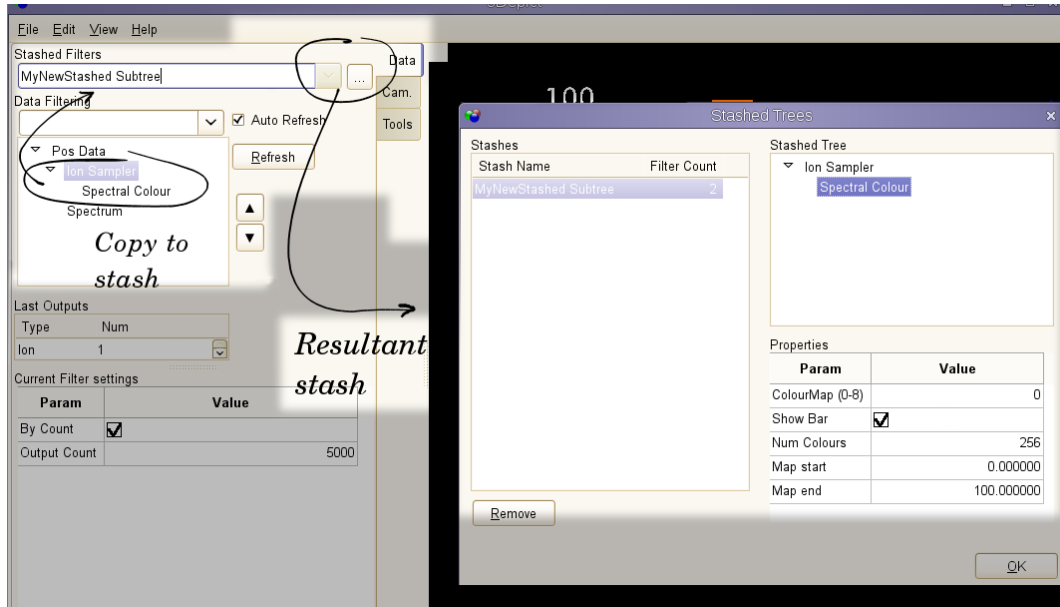 File Edit View Help
Stashed Filters
MyNewStashed Subtree
...
Data
Cam.
Tools
Data Filtering
Auto Refresh
Pos Data
Ion Sampler
Spectral Colour
Spectrum
Refresh
Copy to
stash
Last Outputs
Type Num
Ion 1
Resultant
stash
Current Filter settings
Param Value
By Count
Output Count 5000
100
Stashed Trees
Stashes
Stash Name Filter Count
MyNewStashed Subtree 2
Remove
Stashed Tree
Ion Sampler
Spectral Colour
Properties
Param Value
ColourMap (0-8) 0
Show Bar
Num Colours 256
Map start 0.000000
Map end 100.000000
OK